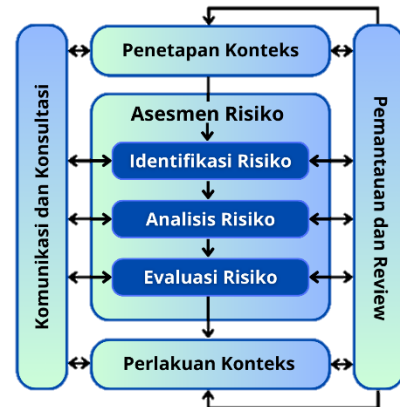 Penetapan Konteks
Komunikasi dan Konsultasi
Asesmen Risiko
Identifikasi Risiko
Analisis Risiko
Evaluasi Risiko
Pemantauan dan Review
Perlakuan Konteks